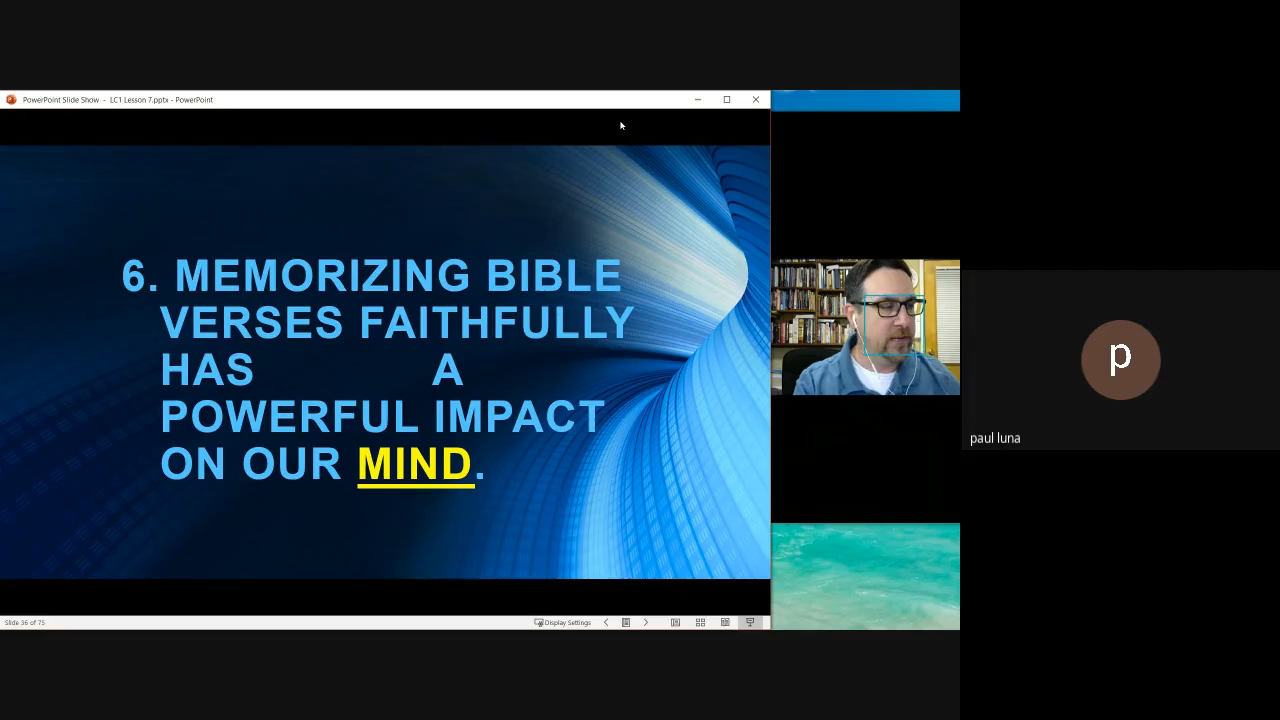 PowerPoint Slide Show - LC1 Lesson 7.pptx - PowerPoint
6. MEMORIZING BIBLE
VERSES FAITHFULLY
HAS A
POWERFUL IMPACT
ON OUR MIND.
p
paul luna
Slide 36 of 75
Display Settings